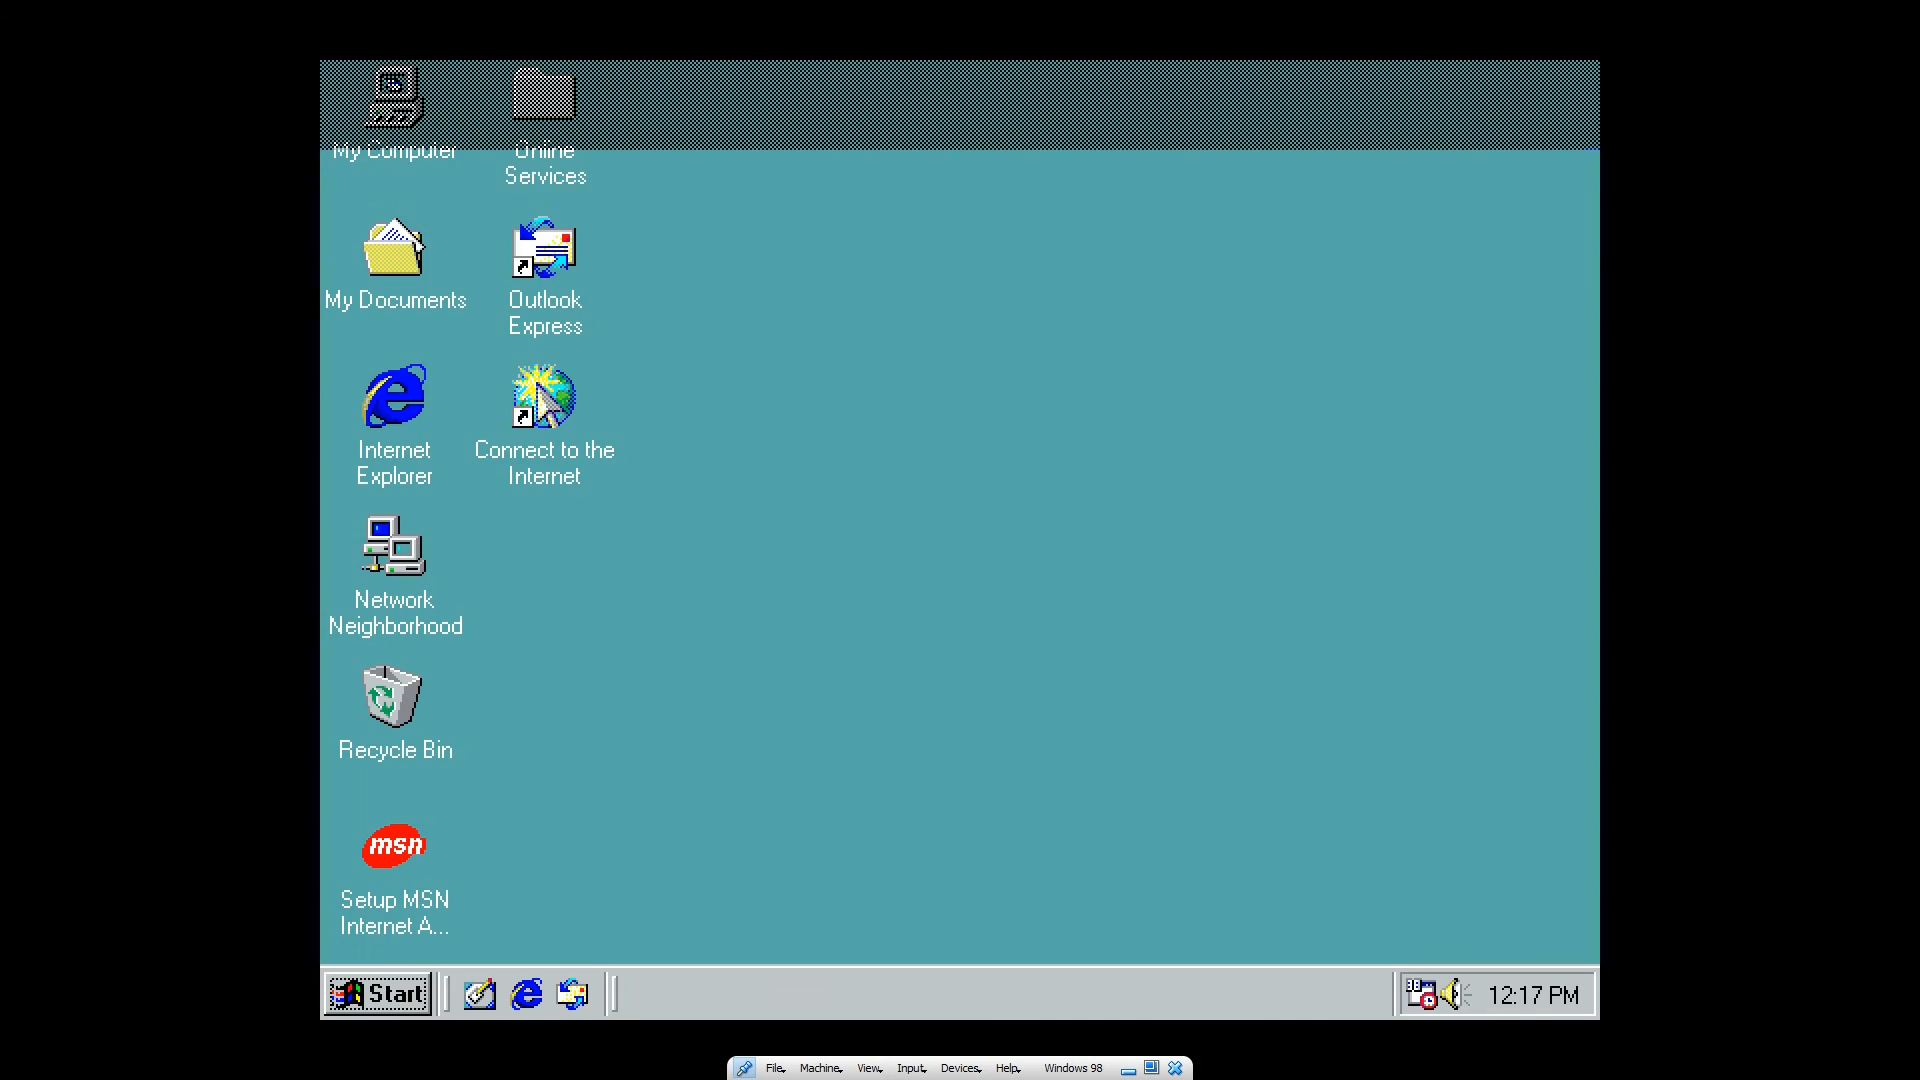 My Computer
Online
Services
My Documents
Outlook
Express
Internet
Explorer
Connect to the
Internet
Network
Neighborhood
Recycle Bin
msn
Setup MSN
Internet A...
Start
12:17 PM
File Machine View Input Devices Help Windows 98